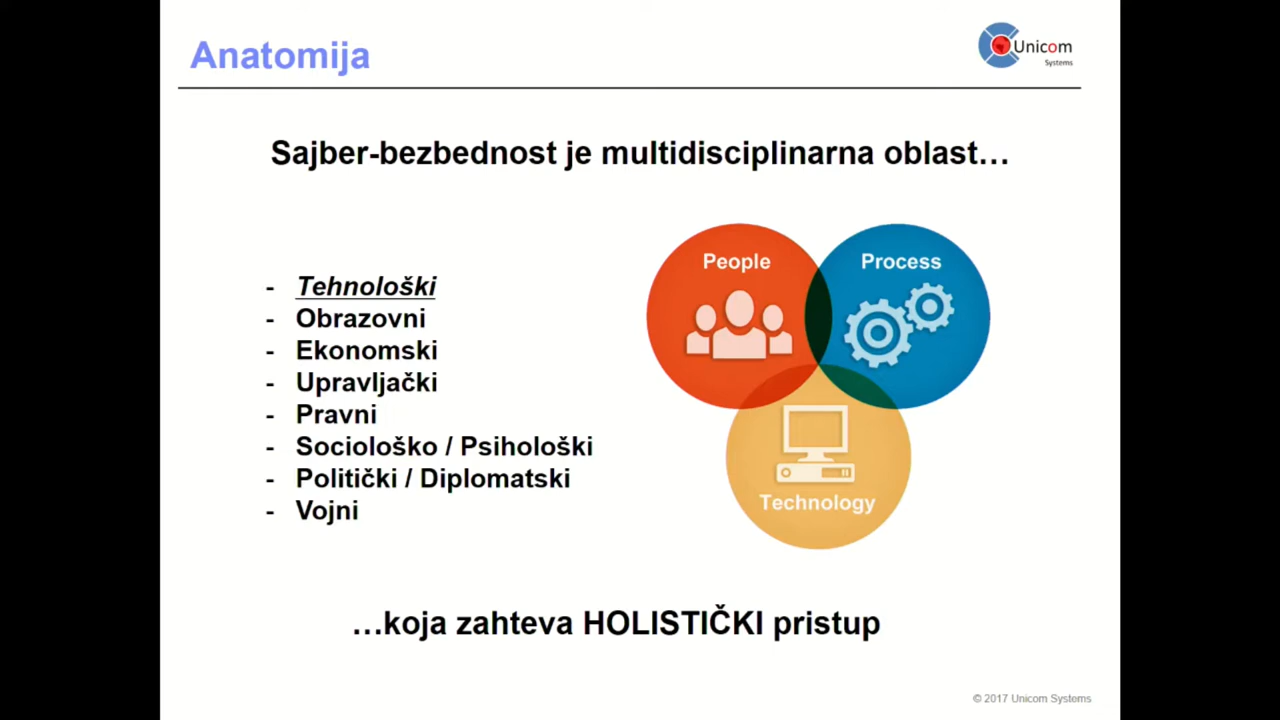 Anatomija
Unicom
Systems
Sajber-bezbednost je multidisciplinarna oblast…
- Tehnološki
- Obrazovni
- Ekonomski
- Upravljački
- Pravni
- Sociološko / Psihološki
- Politički / Diplomatski
- Vojni
People
Process
Technology
…koja zahteva HOLISTIČKI pristup
© 2017 Unicom Systems